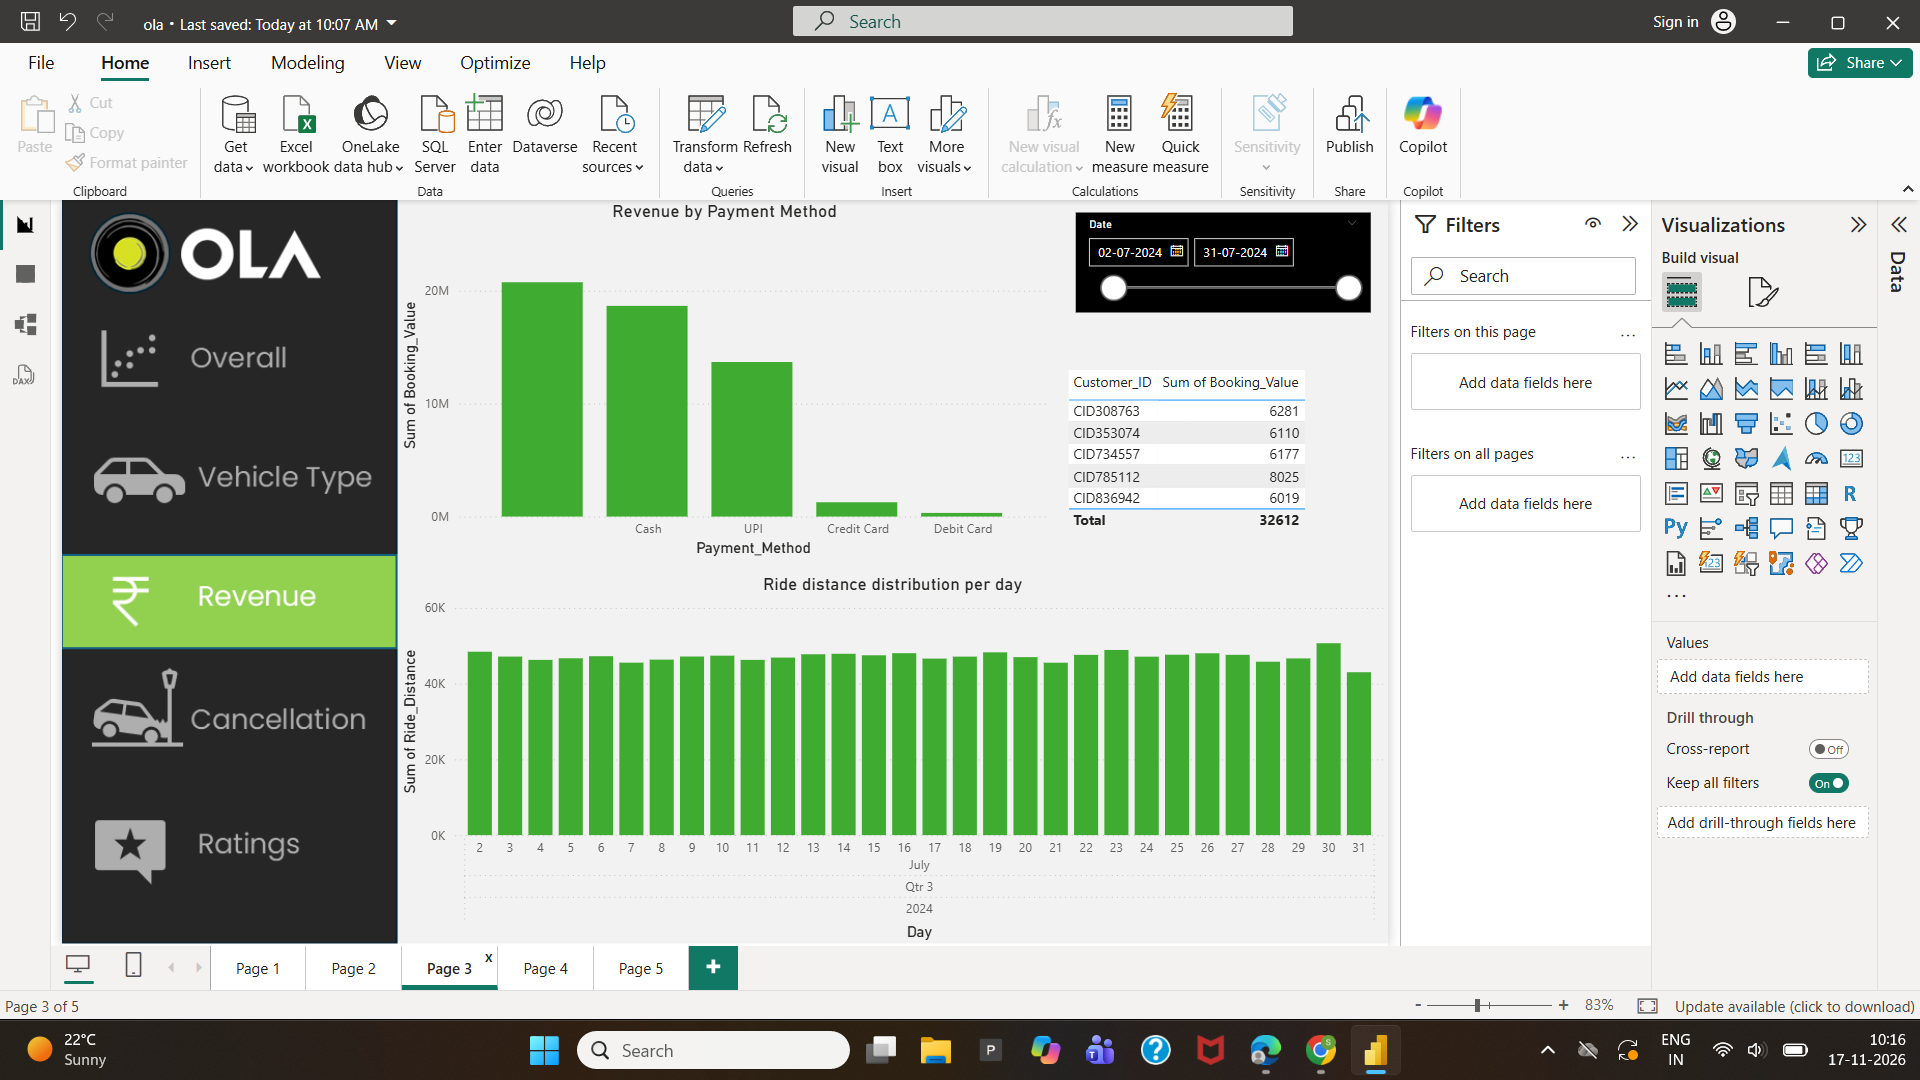 ola • Last saved: Today at 10:07 AM
Search
Sign in
File Home Insert Modeling View Optimize Help
Share
Paste
Cut
Copy
Format painter
Clipboard
Get data
Excel workbook
OneLake data hub
SQL Server
Enter data
Dataverse
Recent sources
Data
Transform data
Refresh
Queries
New visual
Text box
More visuals
Insert
New visual calculation
New measure
Quick measure
Calculations
Sensitivity
Sensitivity
Publish
Share
Copilot
Copilot
OLA
Overall
Vehicle Type
Revenue
Cancellation
Ratings
Revenue by Payment Method
Sum of Booking_Value
20M
10M
0M
Cash UPI Credit Card Debit Card
Payment_Method
Date
02-07-2024 31-07-2024
Customer_ID Sum of Booking_Value
CID308763 6281
CID353074 6110
CID734557 6177
CID785112 8025
CID836942 6019
Total 32612
Ride distance distribution per day
Sum of Ride_Distance
60K
40K
20K
0K
2 3 4 5 6 7 8 9 10 11 12 13 14 15 16 17 18 19 20 21 22 23 24 25 26 27 28 29 30 31
July
Qtr 3
2024
Day
Filters
Search
Filters on this page
Add data fields here
Filters on all pages
Add data fields here
Visualizations
Build visual
123
R
Py
123
Values
Add data fields here
Drill through
Cross-report Off
Keep all filters On
Add drill-through fields here
Data
DAX
Page 1 Page 2 Page 3 x Page 4 Page 5 +
Page 3 of 5
- + 83%
Update available (click to download)
22°C
Sunny
Search
P
T
?
S
ENG
IN
10:16
17-11-2026